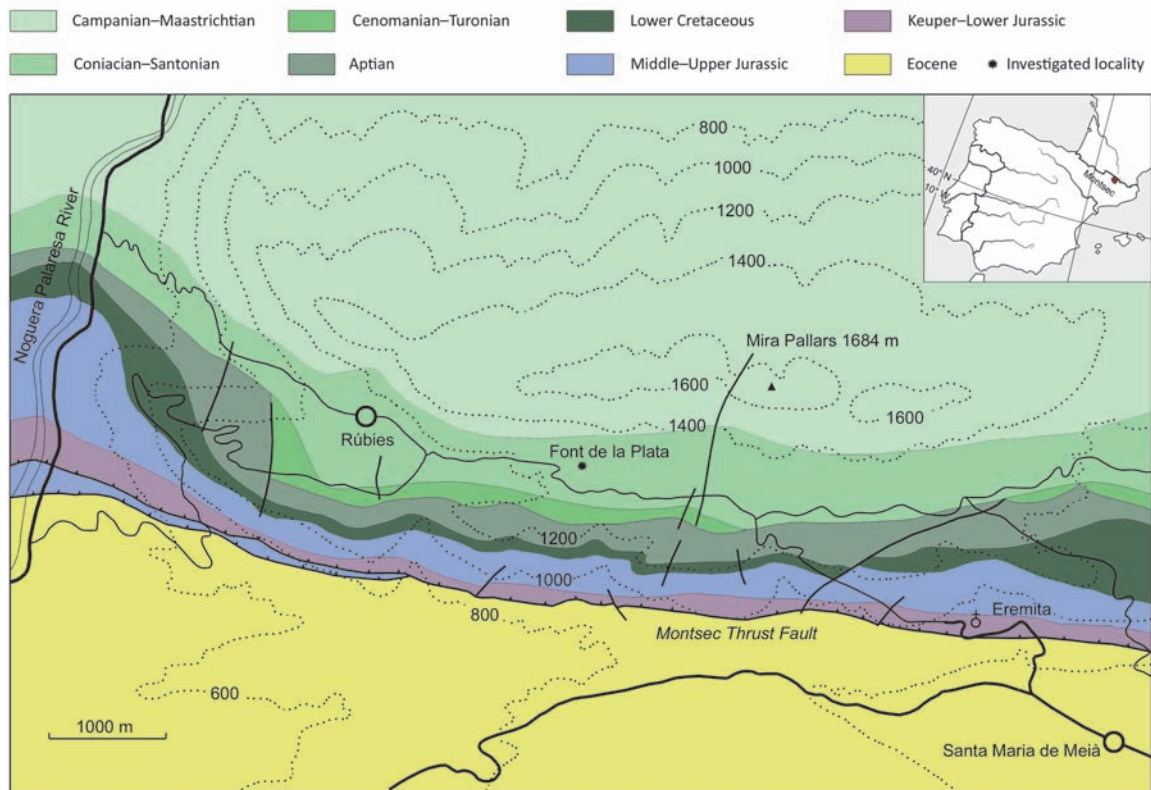 Campanian–Maastrichtian
Cenomanian–Turonian
Lower Cretaceous
Keuper–Lower Jurassic
Coniacian–Santonian
Aptian
Middle–Upper Jurassic
Eocene
Investigated locality
800
1000
1200
1400
40° N
10° W
Montsec
Noguera Palaresa River
Mira Pallars 1684 m
1600
1600
1400
Rúbies
Font de la Plata
1200
1000
800
Eremita
Montsec Thrust Fault
600
1000 m
Santa Maria de Meià